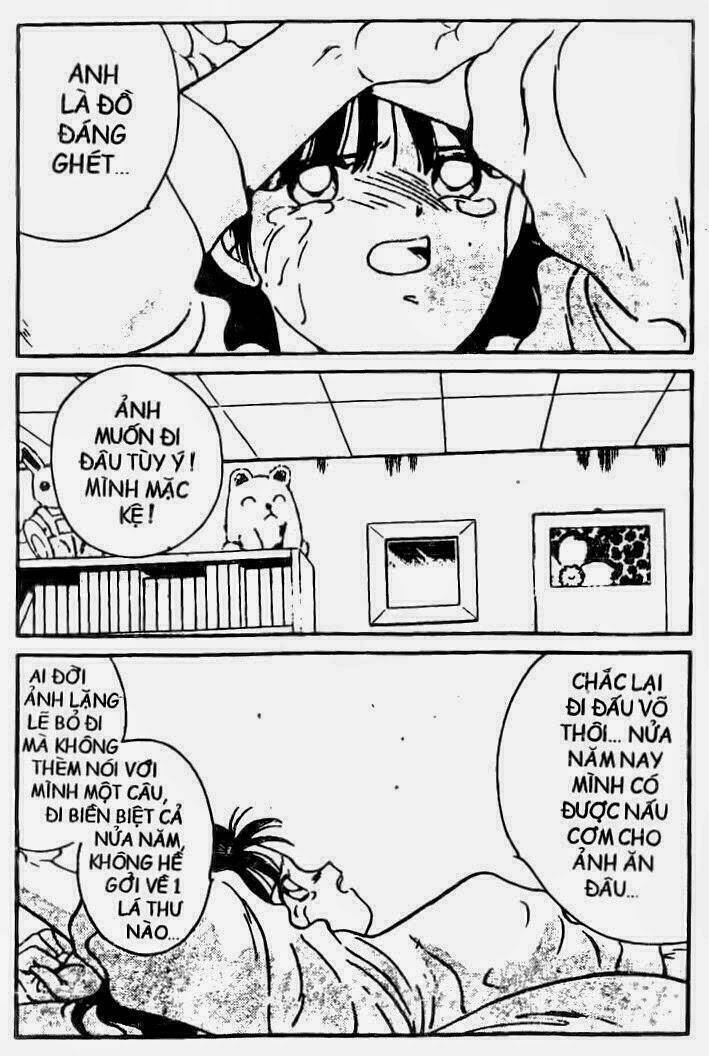 ANH
LÀ ĐỒ
ĐÁNG
GHÉT...
ẢNH
MUỐN ĐI
ĐÂU TÙY Ý!
MÌNH MẶC
KỆ!
CHẮC LẠI
ĐI ĐẤU VÕ
THÔI... NỬA
NĂM NAY
MÌNH CÓ
ĐƯỢC NẤU
CƠM CHO
ẢNH ĂN
ĐÂU...
AI ĐỜI
ẢNH LẶNG
LẼ BỎ ĐI
MÀ KHÔNG
THÈM NÓI VỚI
MÌNH MỘT CÂU,
ĐI BIỀN BIỆT CẢ
NỬA NĂM,
KHÔNG HỀ
GỞI VỀ 1
LÁ THƯ
NÀO...